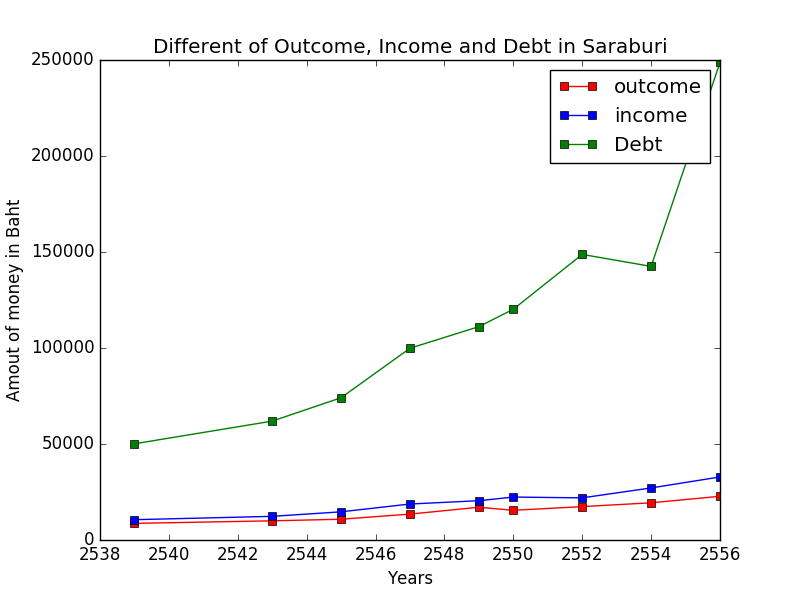 Different of Outcome, Income and Debt in Saraburi
250000
200000
150000
100000
50000
0
Amout of money in Baht
outcome
income
Debt
2538 2540 2542 2544 2546 2548 2550 2552 2554 2556
Years